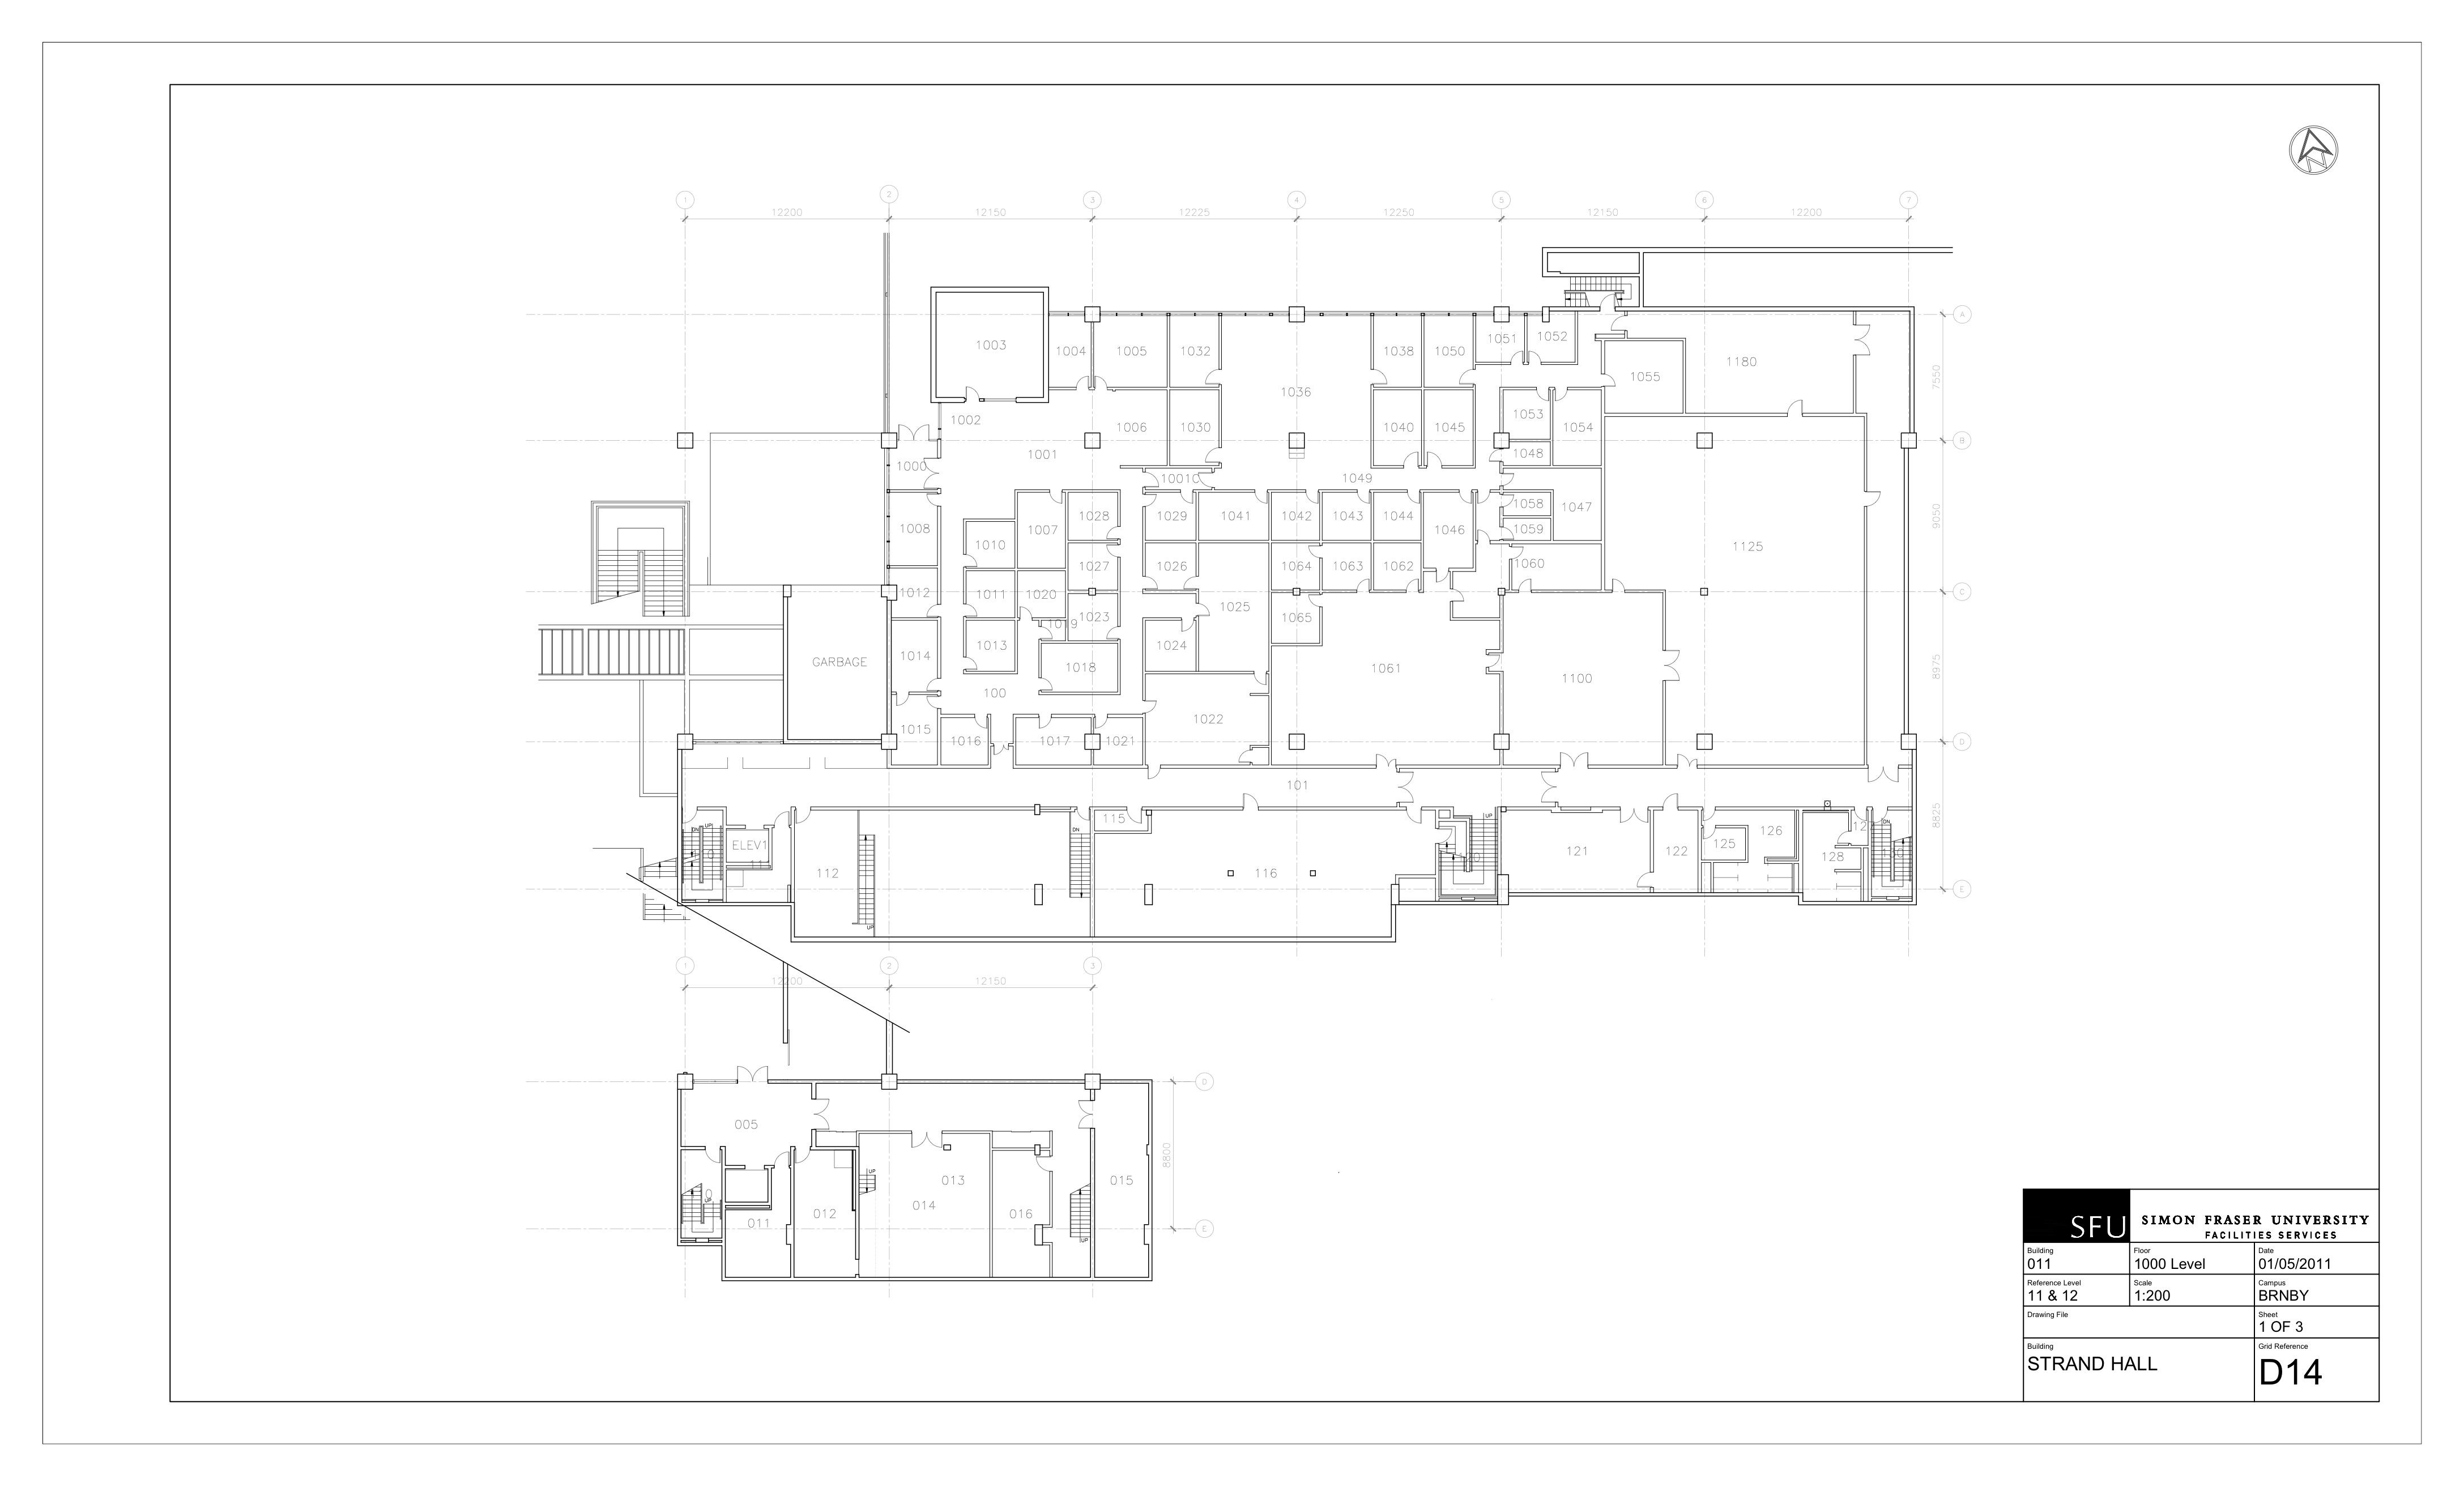 1 2 3 4 5 6 7
12200 12150 12225 12250 12150 12200
A
1003 1004 1005 1032 1038 1050 1051 1052
1055 1180
7550
1036
1002 1006 1030 1040 1045 1053 1054
B
1001 1048
1000
10010 1049
1008 1007 1028 1029 1041 1042 1043 1044 1046 1058 1047
1010 1059
1125
9050
1027 1026 1064 1063 1062 1060
C
1012 1011 1020 1025
1019 1023 1065
1014 1013 1024
GARBAGE 1018 1061 1100
8975
100
1022
1015 1016 1017 1021
D
101
115
UP DN UP DN
ELEV1
112 116 121 122 125 126 128
UP
8825
E
1 2 3
12200 12150
D
005
8800
UP
013 015
014
012 016
011
UP
UP
E
SFU SIMON FRASER UNIVERSITY
FACILITIES SERVICES
Building Floor Date
011 1000 Level 01/05/2011
Reference Level Scale Campus
11 & 12 1:200 BRNBY
Drawing File Sheet
1 OF 3
Building Grid Reference
STRAND HALL D14